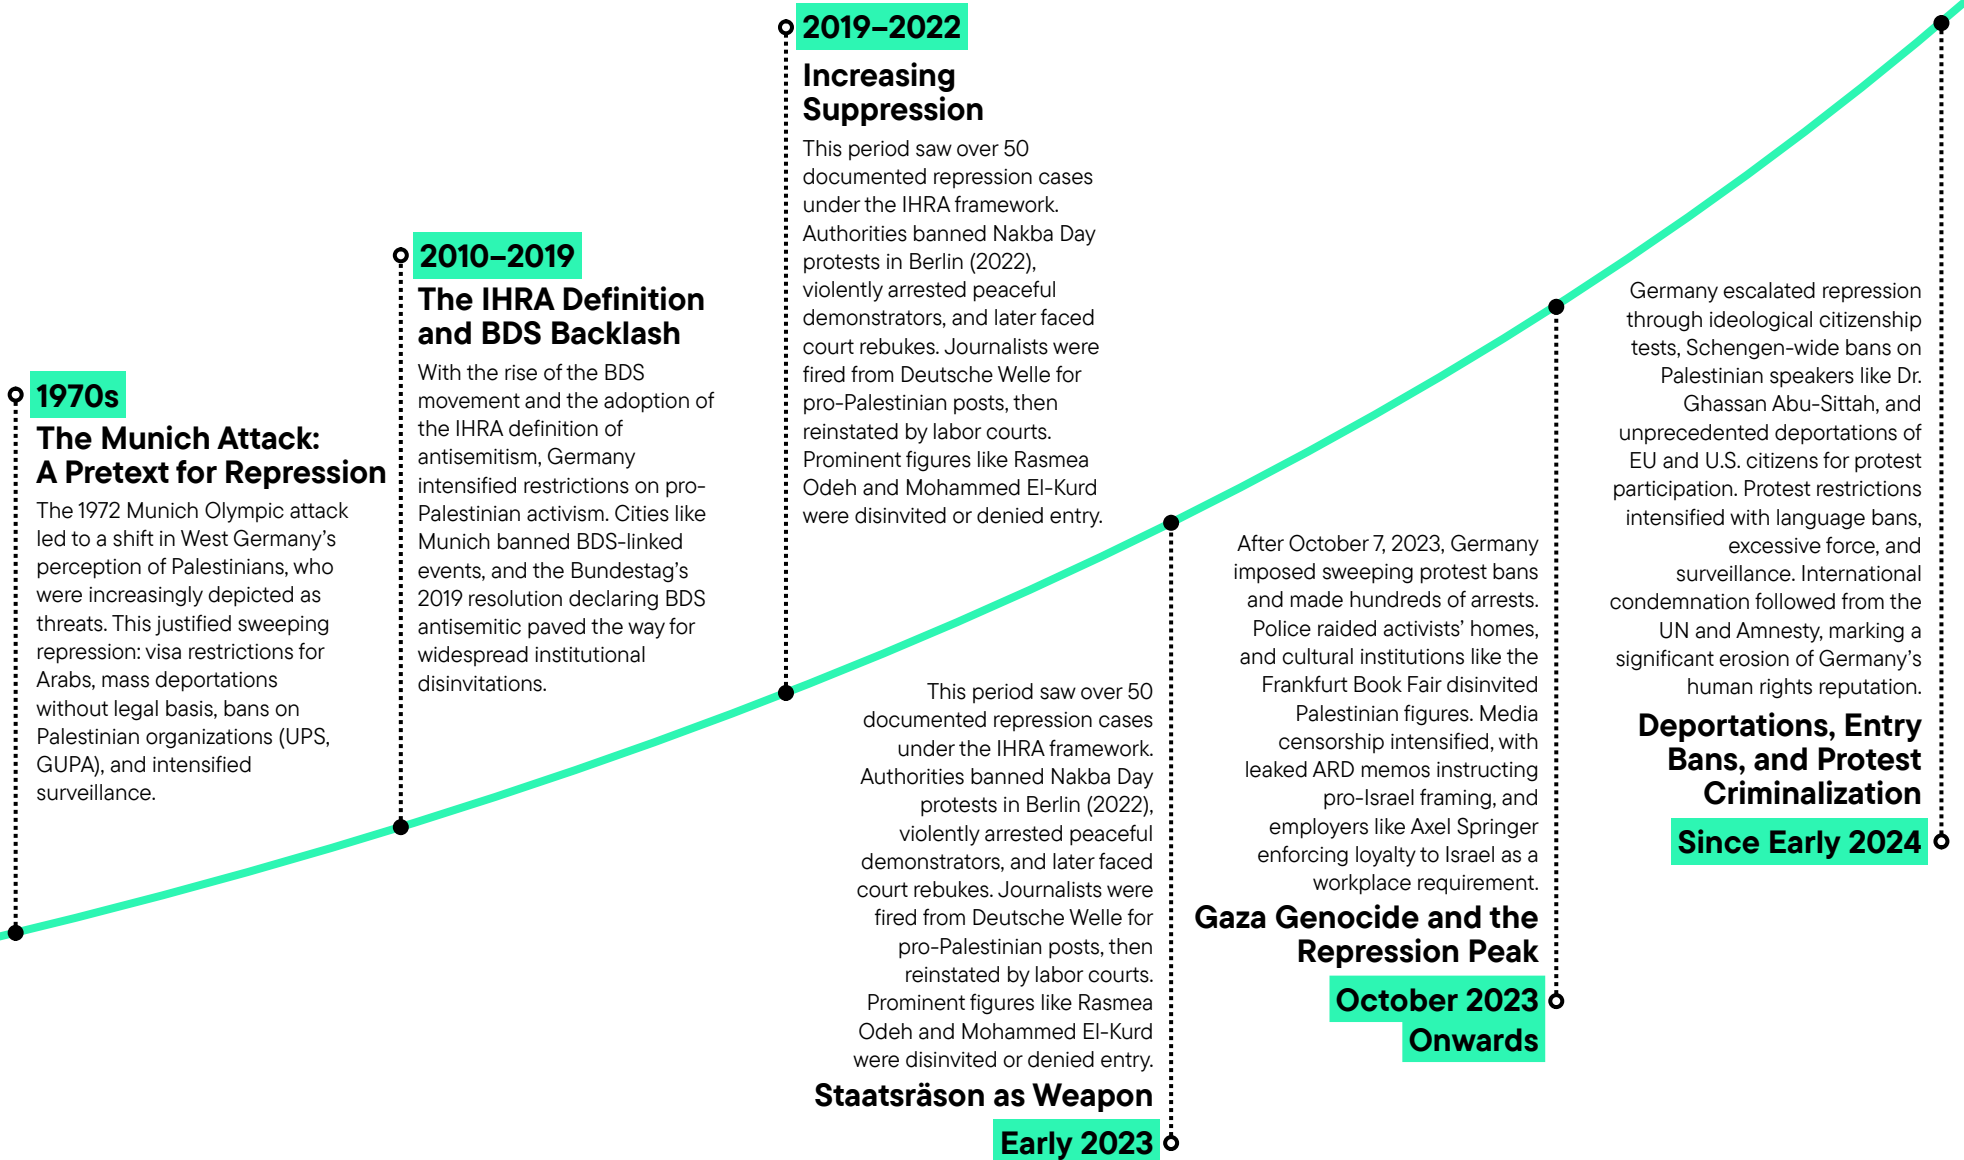 1970s
The Munich Attack:
A Pretext for Repression
The 1972 Munich Olympic attack
led to a shift in West Germany's
perception of Palestinians, who
were increasingly depicted as
threats. This justified sweeping
repression: visa restrictions for
Arabs, mass deportations
without legal basis, bans on
Palestinian organizations (UPS,
GUPA), and intensified
surveillance.
2010–2019
The IHRA Definition
and BDS Backlash
With the rise of the BDS
movement and the adoption of
the IHRA definition of
antisemitism, Germany
intensified restrictions on pro-
Palestinian activism. Cities like
Munich banned BDS-linked
events, and the Bundestag's
2019 resolution declaring BDS
antisemitic paved the way for
widespread institutional
disinvitations.
2019–2022
Increasing
Suppression
This period saw over 50
documented repression cases
under the IHRA framework.
Authorities banned Nakba Day
protests in Berlin (2022),
violently arrested peaceful
demonstrators, and later faced
court rebukes. Journalists were
fired from Deutsche Welle for
pro-Palestinian posts, then
reinstated by labor courts.
Prominent figures like Rasmea
Odeh and Mohammed El-Kurd
were disinvited or denied entry.
This period saw over 50
documented repression cases
under the IHRA framework.
Authorities banned Nakba Day
protests in Berlin (2022),
violently arrested peaceful
demonstrators, and later faced
court rebukes. Journalists were
fired from Deutsche Welle for
pro-Palestinian posts, then
reinstated by labor courts.
Prominent figures like Rasmea
Odeh and Mohammed El-Kurd
were disinvited or denied entry.
Staatsräson as Weapon
Early 2023
After October 7, 2023, Germany
imposed sweeping protest bans
and made hundreds of arrests.
Police raided activists' homes,
and cultural institutions like the
Frankfurt Book Fair disinvited
Palestinian figures. Media
censorship intensified, with
leaked ARD memos instructing
pro-Israel framing, and
employers like Axel Springer
enforcing loyalty to Israel as a
workplace requirement.
Gaza Genocide and the
Repression Peak
October 2023
Onwards
Germany escalated repression
through ideological citizenship
tests, Schengen-wide bans on
Palestinian speakers like Dr.
Ghassan Abu-Sittah, and
unprecedented deportations of
EU and U.S. citizens for protest
participation. Protest restrictions
intensified with language bans,
excessive force, and
surveillance. International
condemnation followed from the
UN and Amnesty, marking a
significant erosion of Germany's
human rights reputation.
Deportations, Entry
Bans, and Protest
Criminalization
Since Early 2024